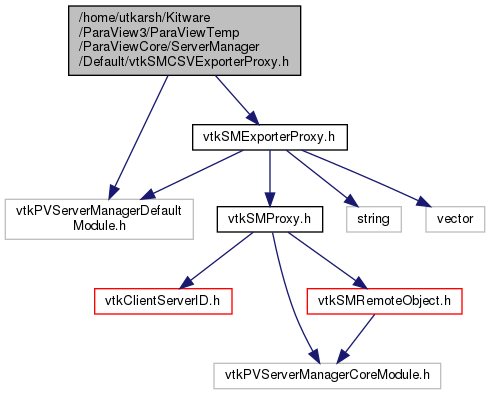 /home/utkarsh/Kitware
/ParaView3/ParaViewTemp
/ParaViewCore/ServerManager
/Default/vtkSMCSVExporterProxy.h
vtkSMExporterProxy.h
vtkPVServerManagerDefault
Module.h
vtkSMProxy.h
string
vector
vtkClientServerID.h
vtkSMRemoteObject.h
vtkPVServerManagerCoreModule.h